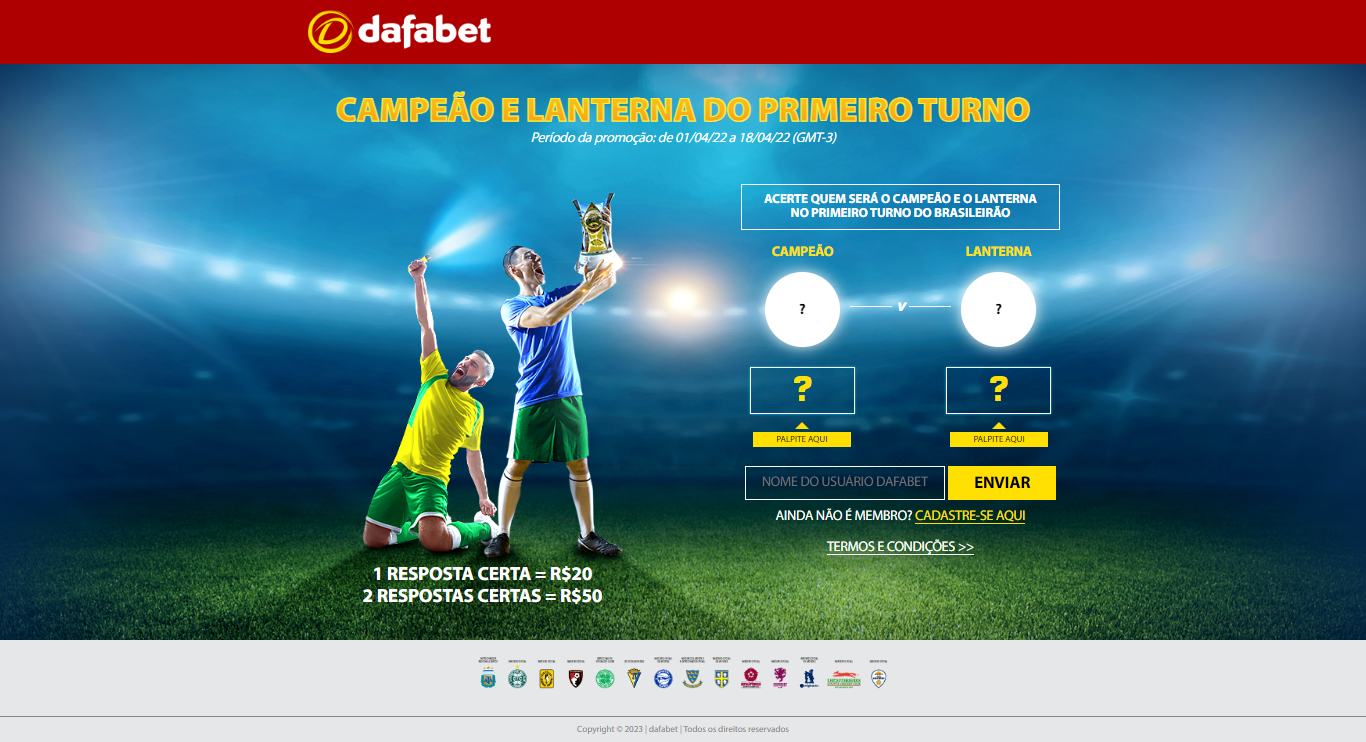 dafabet
CAMPEÃO E LANTERNA DO PRIMEIRO TURNO
Período da promoção: de 01/04/22 a 18/04/22 (GMT-3)
ACERTE QUEM SERÁ O CAMPEÃO E O LANTERNA
NO PRIMEIRO TURNO DO BRASILEIRÃO
CAMPEÃO
LANTERNA
?
V
?
?
?
PALPITE AQUI
PALPITE AQUI
NOME DO USUÁRIO DAFABET
ENVIAR
AINDA NÃO É MEMBRO? CADASTRE-SE AQUI
TERMOS E CONDIÇÕES >>
1 RESPOSTA CERTA = R$20
2 RESPOSTAS CERTAS = R$50
Copyright © 2023 | dafabet | Todos os direitos reservados